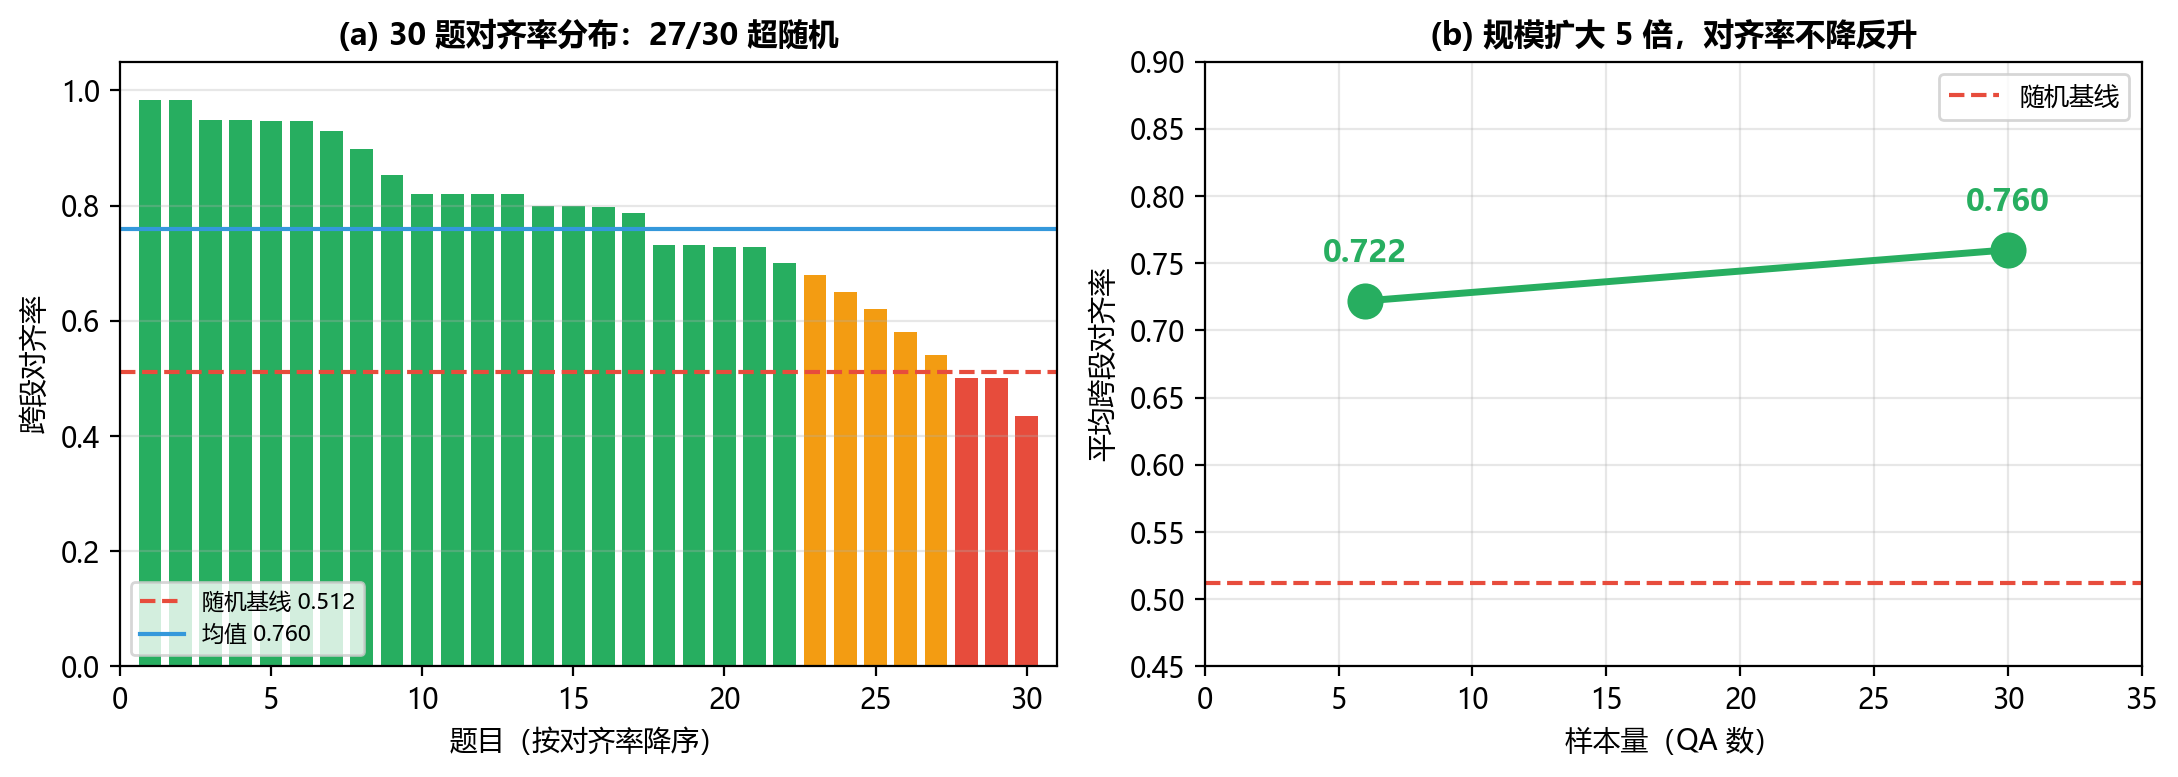 (a) 30 题对齐率分布：27/30 超随机
1.0
0.8
0.6
0.4
0.2
0.0
跨段对齐率
随机基线 0.512
均值 0.760
0 5 10 15 20 25 30
题目（按对齐率降序）
(b) 规模扩大 5 倍，对齐率不降反升
0.90
0.85
0.80
0.75
0.70
0.65
0.60
0.55
0.50
0.45
平均跨段对齐率
随机基线
0.722
0.760
0 5 10 15 20 25 30 35
样本量（QA 数）